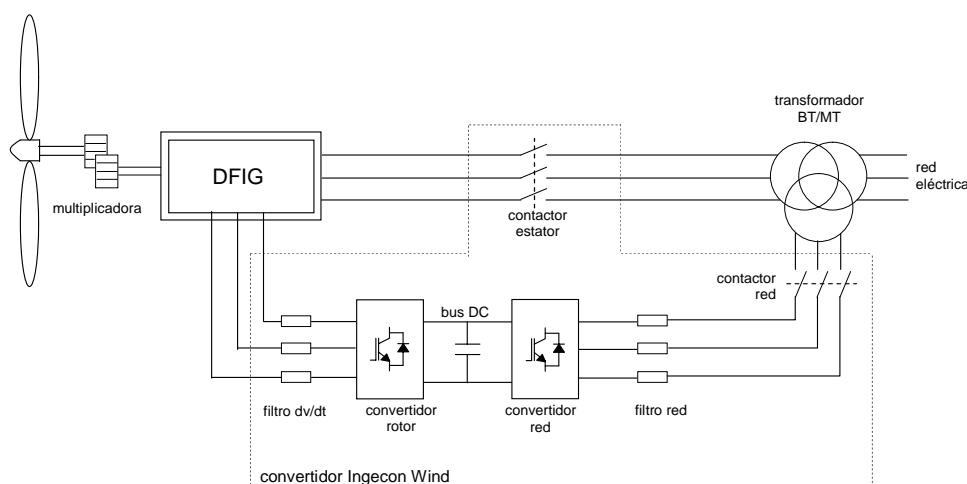 transformador
BT/MT
DFIG
red
eléctrica
multiplicadora
contactor
estator
contactor
red
bus DC
filtro dv/dt
convertidor
rotor
convertidor
red
filtro red
convertidor Ingecon Wind